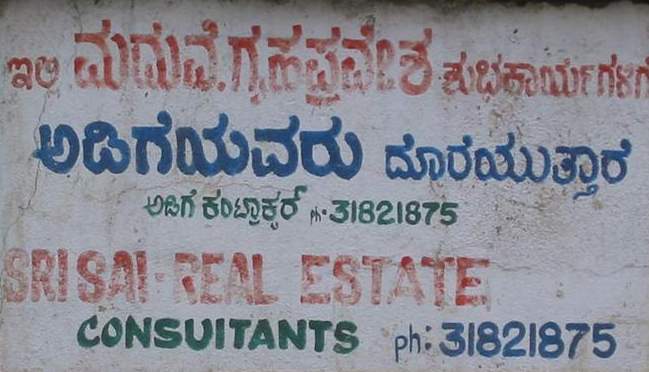 ಇಲ್ಲಿ ಮದುವೆ.ಗೃಹಪ್ರವೇಶ ಶುಭಕಾರ್ಯಗಳಿಗೆ
ಅಡಿಗೆಯವರು ದೊರೆಯುತ್ತಾರೆ
ಅಡಿಗೆ ಕಂಟ್ರಾಕ್ಟರ್ ph-31821875
SRI SAI-REAL ESTATE
CONSUITANTS ph: 31821875